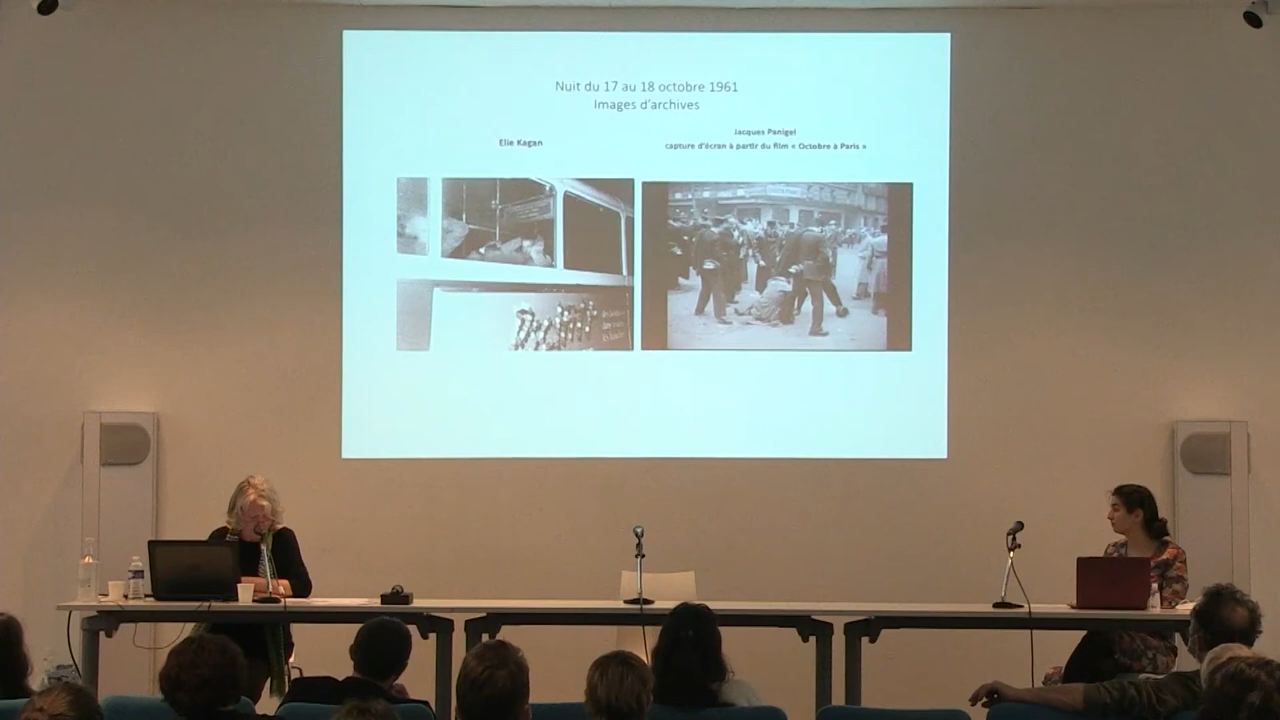 Nuit du 17 au 18 octobre 1961
Images d'archives
Elie Kagan
Jacques Panigel
capture d'écran à partir du film « Octobre à Paris »